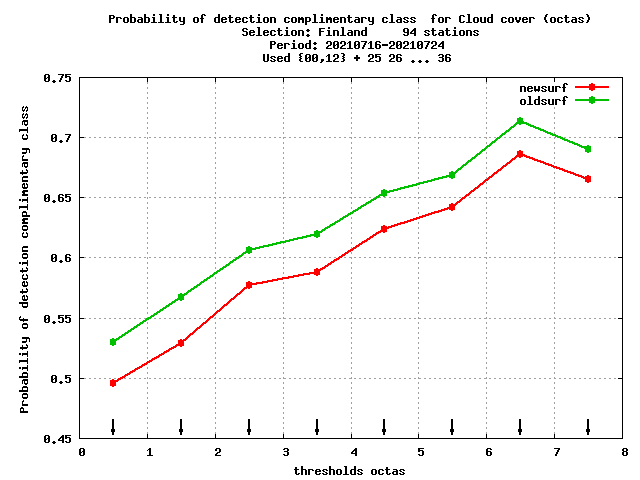 Probability of detection complimentary class  for Cloud cover (octas)
Selection: Finland     94 stations
Period: 20210716-20210724
Used {00,12} + 25 26 ... 36
newsurf
oldsurf
Probability of detection complimentary class
0.75
0.7
0.65
0.6
0.55
0.5
0.45
0 1 2 3 4 5 6 7 8
thresholds octas